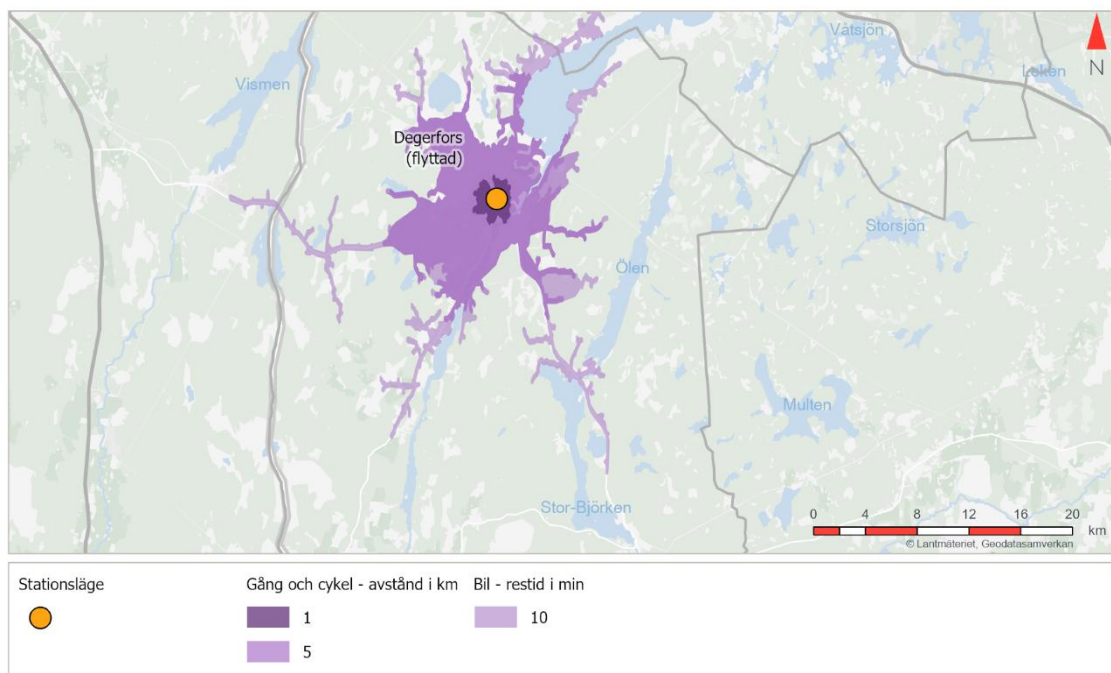 Våtsjön
Vismen
Leken
N
Degerfors
(flyttad)
Storsjön
Ölen
Multen
Stor-Björken
0 4 8 12 16 20
km
© Lantmäteriet, Geodatasamverkan
Stationsläge
Gång och cykel - avstånd i km
Bil - restid i min
1
10
5